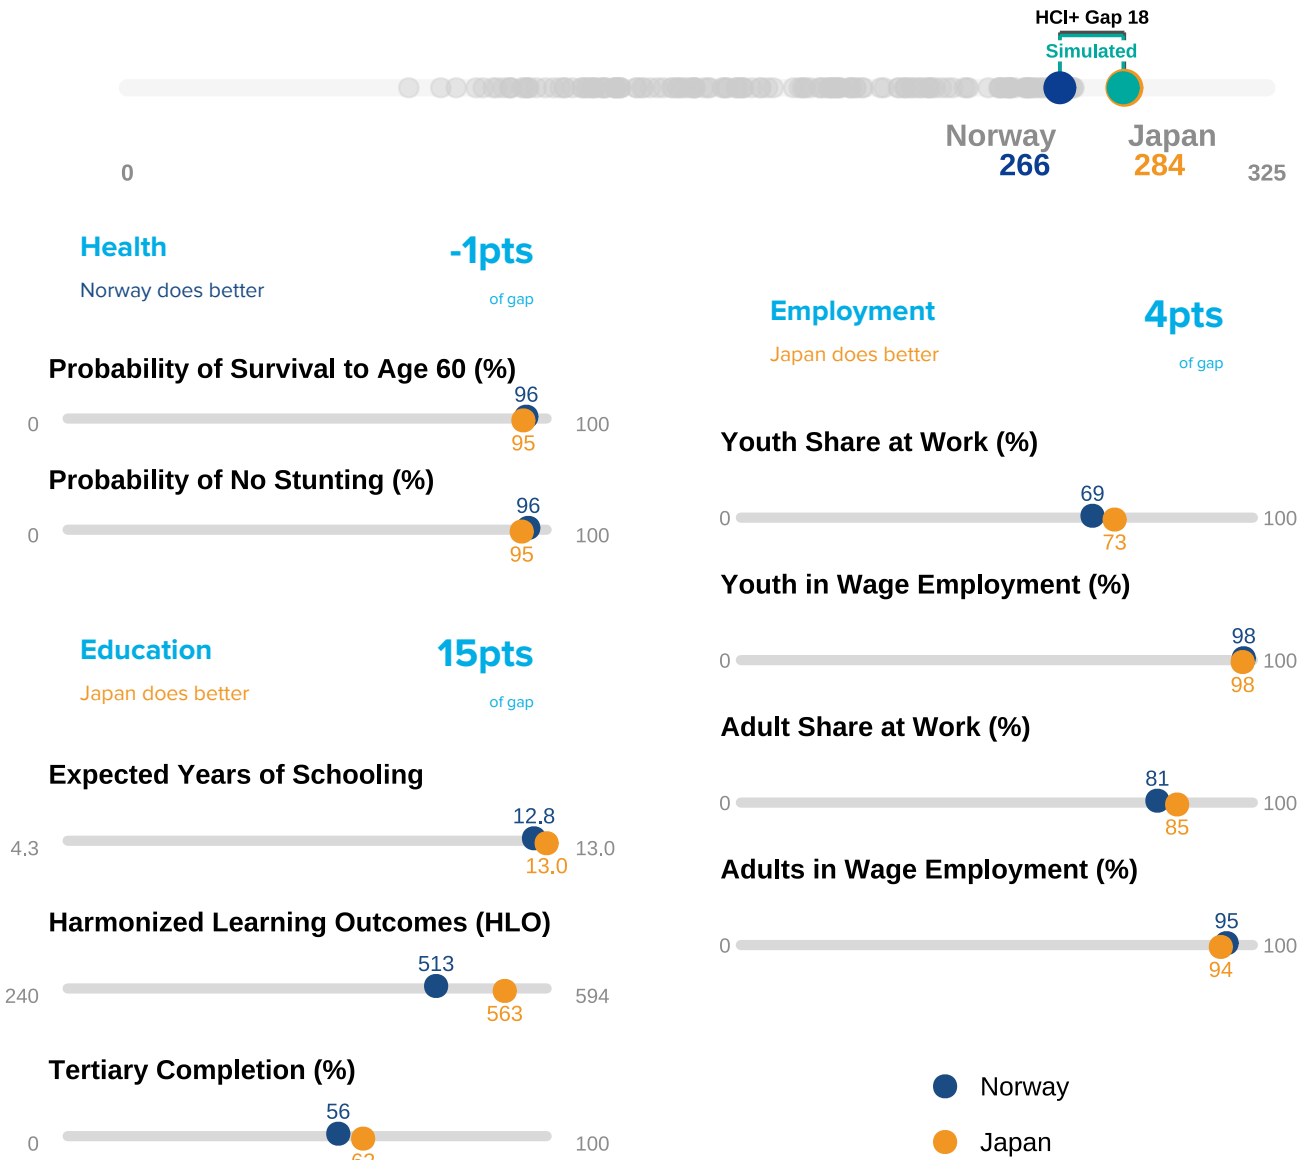 HCI+ Gap 18
Simulated
Norway Japan
266 284
0 325
Health -1pts
Norway does better of gap
Probability of Survival to Age 60 (%)
96
0 100
95
Probability of No Stunting (%)
96
0 100
95
Education 15pts
Japan does better of gap
Expected Years of Schooling
12.8
4.3 13.0
13.0
Harmonized Learning Outcomes (HLO)
513
240 594
563
Tertiary Completion (%)
56
0 100
Employment 4pts
Japan does better of gap
Youth Share at Work (%)
69
0 100
73
Youth in Wage Employment (%)
98
0 100
98
Adult Share at Work (%)
81
0 100
85
Adults in Wage Employment (%)
95
0 100
94
Norway
Japan